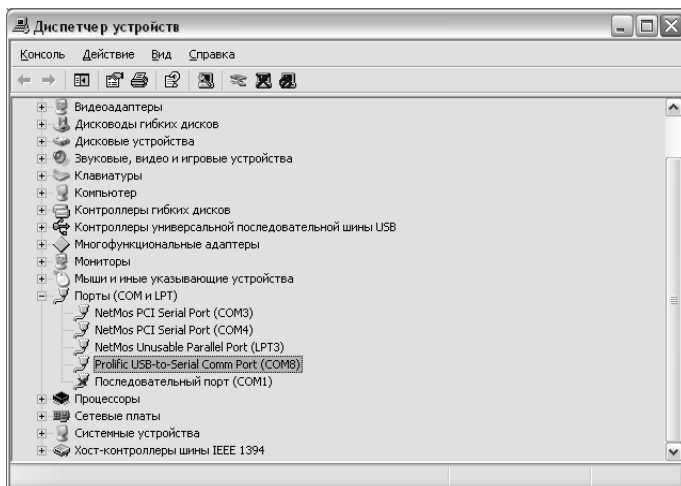 Диспетчер устройств
Консоль Действие Вид Справка
Видеоадаптеры
Дисководы гибких дисков
Дисковые устройства
Звуковые, видео и игровые устройства
Клавиатуры
Компьютер
Контроллеры гибких дисков
Контроллеры универсальной последовательной шины USB
Многофункциональные адаптеры
Мониторы
Мыши и иные указывающие устройства
Порты (COM и LPT)
NetMos PCI Serial Port (COM3)
NetMos PCI Serial Port (COM4)
NetMos Unusable Parallel Port (LPT3)
Prolific USB-to-Serial Comm Port (COM8)
Последовательный порт (COM1)
Процессоры
Сетевые платы
Системные устройства
Хост-контроллеры шины IEEE 1394